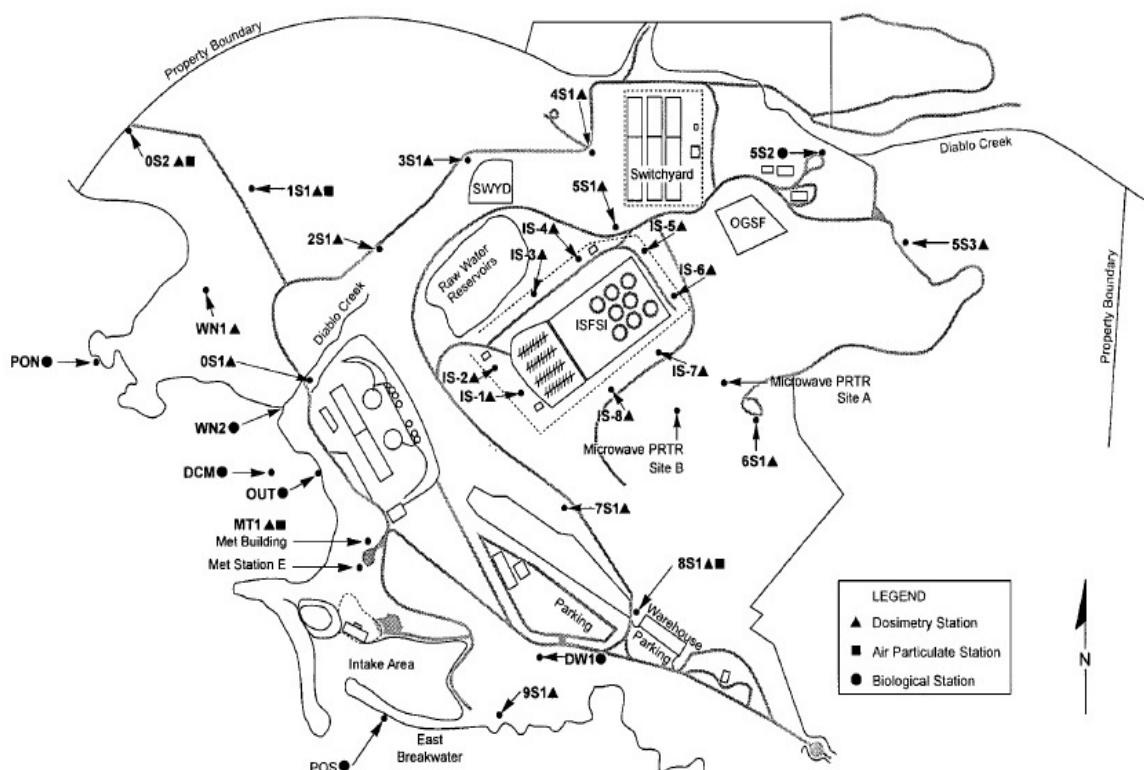 Property Boundary
4S1▲
0S2▲■
3S1▲
5S2●
Diablo Creek
1S1▲■
SWYD
Switchyard
5S1▲
OGSF
2S1▲
IS-4▲
IS-5▲
5S3▲
IS-3▲
IS-6▲
Raw Water
Reservoirs
Diablo Creek
ISFSI
Property Boundary
WN1▲
PON●
0S1▲
IS-2▲
IS-7▲
IS-1▲
IS-8▲
Microwave PRTR
Site A
WN2●
Microwave PRTR
Site B
6S1▲
DCM●
OUT●
7S1▲
MT1▲■
Met Building
Met Station E
8S1▲■
Parking
Warehouse
Parking
LEGEND
▲ Dosimetry Station
■ Air Particulate Station
● Biological Station
N
Intake Area
DW1●
9S1▲
East
Breakwater
POS●